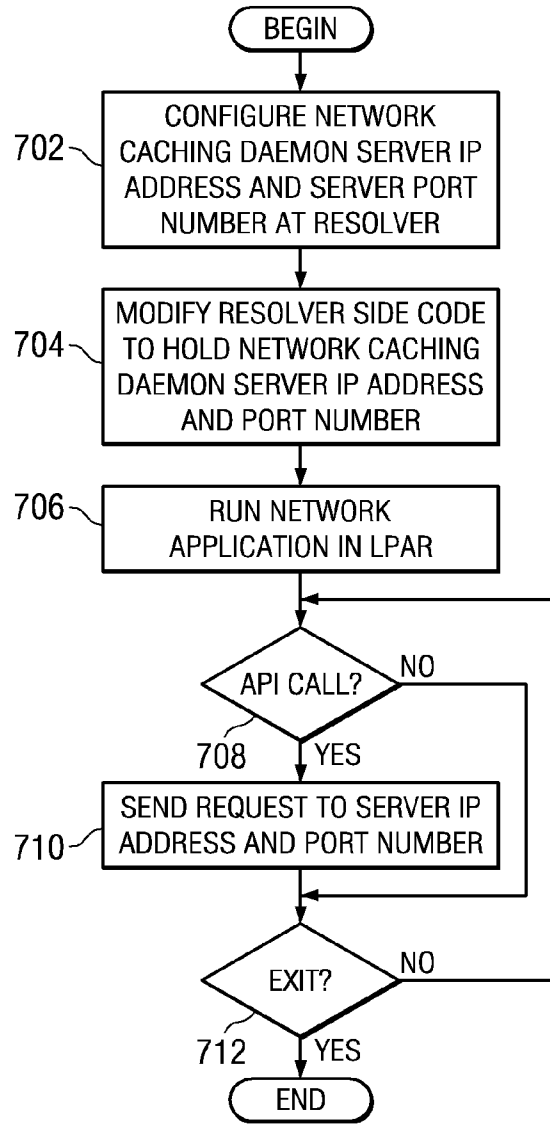 BEGIN
702
CONFIGURE NETWORK
CACHING DAEMON SERVER IP
ADDRESS AND SERVER PORT
NUMBER AT RESOLVER
704
MODIFY RESOLVER SIDE CODE
TO HOLD NETWORK CACHING
DAEMON SERVER IP ADDRESS
AND PORT NUMBER
706
RUN NETWORK
APPLICATION IN LPAR
API CALL?
NO
708
YES
710
SEND REQUEST TO SERVER IP
ADDRESS AND PORT NUMBER
EXIT?
NO
712
YES
END